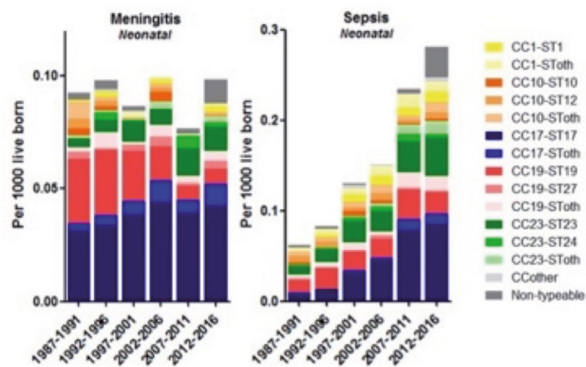 Meningitis
Neonatal
Per 1000 live born
0.10
0.05
0.00
1987-1991
1992-1996
1997-2001
2002-2006
2007-2011
2012-2016
Sepsis
Neonatal
Per 1000 live born
0.3
0.2
0.1
0.0
1987-1991
1992-1996
1997-2001
2002-2006
2007-2011
2012-2016
CC1-ST1
CC1-SToth
CC10-ST10
CC10-ST12
CC10-SToth
CC17-ST17
CC17-SToth
CC19-ST19
CC19-ST27
CC19-SToth
CC23-ST23
CC23-ST24
CC23-SToth
CCother
Non-typeable